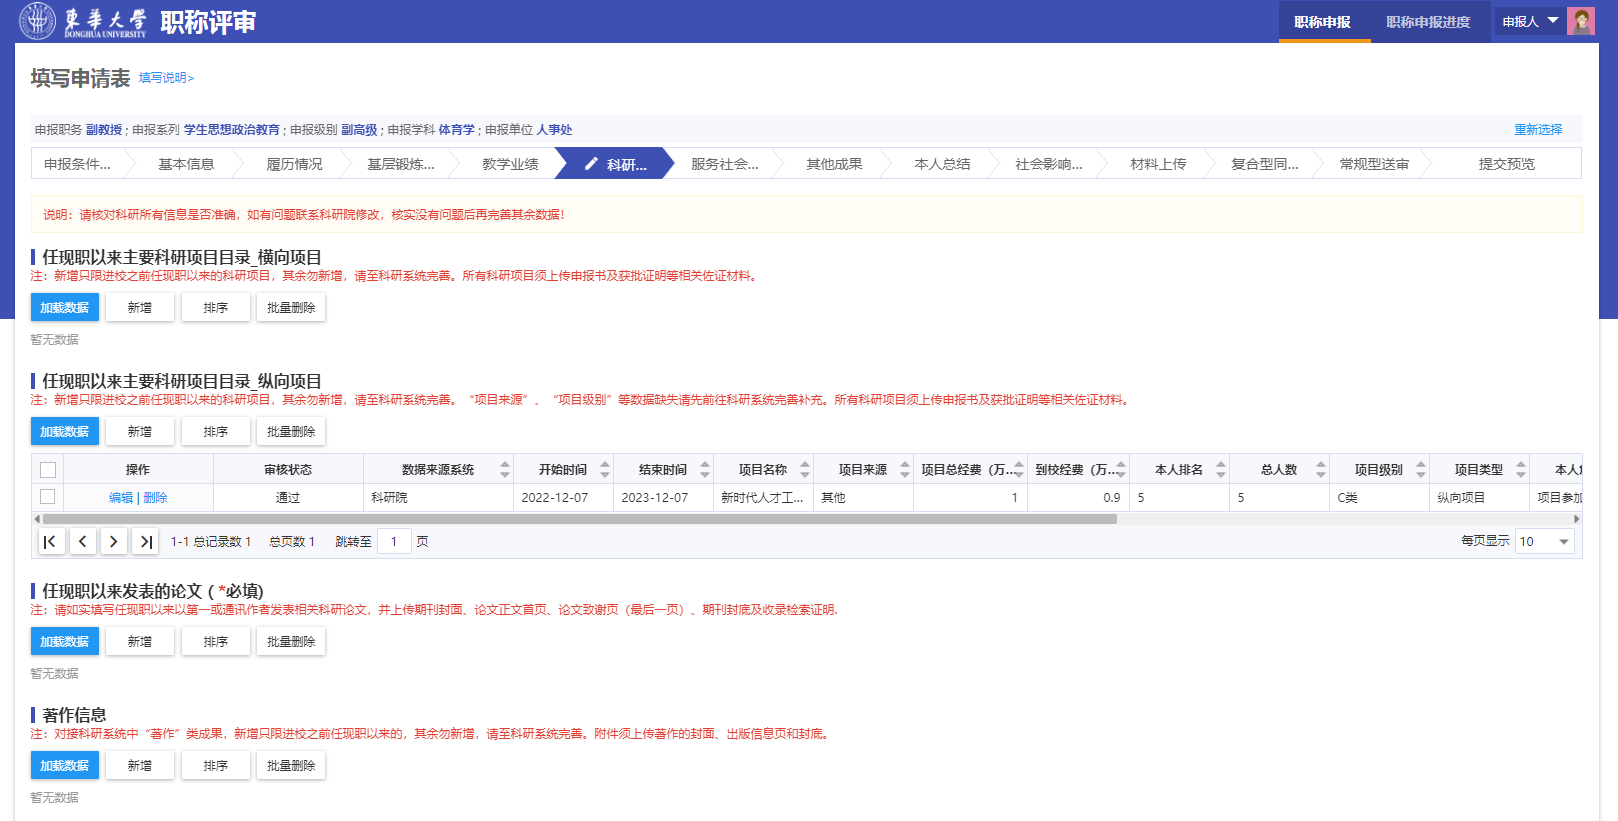 東華大学 职称评审 职称申报 职称申报进度 申报人
DONGHUA UNIVERSITY
填写申请表 填写说明>
申报职务 副教授 ; 申报系列 学生思想政治教育 ; 申报级别 副高级 ; 申报学科 体育学 ; 申报单位 人事处 重新选择
申报条件... 基本信息 履历情况 基层锻炼... 教学业绩 科研... 服务社会... 其他成果 本人总结 社会影响... 材料上传 复合型同... 常规型送审 提交预览
说明：请核对科研所有信息是否准确，如有问题联系科研院修改，核实没有问题后再完善其余数据！
任现职以来主要科研项目目录_横向项目
注：新增只限进校之前任现职以来的科研项目，其余勿新增，请至科研系统完善。所有科研项目须上传申报书及获批证明等相关佐证材料。
加载数据 新增 排序 批量删除
暂无数据
任现职以来主要科研项目目录_纵向项目
注：新增只限进校之前任现职以来的科研项目，其余勿新增，请至科研系统完善。“项目来源”、“项目级别”等数据缺失请先前往科研系统完善补充。所有科研项目须上传申报书及获批证明等相关佐证材料。
加载数据 新增 排序 批量删除
操作 审核状态 数据来源系统 开始时间 结束时间 项目名称 项目来源 项目总经费（万... 到校经费（万... 本人排名 总人数 项目级别 项目类型 本人
编辑 | 删除 通过 科研院 2022-12-07 2023-12-07 新时代人才工... 其他 1 0.9 5 5 C类 纵向项目 项目参加
1-1 总记录数 1 总页数 1 跳转至 1 页 每页显示 10
任现职以来发表的论文 ( *必填)
注：请如实填写任现职以来以第一或通讯作者发表相关科研论文，并上传期刊封面、论文正文首页、论文致谢页（最后一页）、期刊封底及收录检索证明.
加载数据 新增 排序 批量删除
暂无数据
著作信息
注：对接科研系统中“著作”类成果，新增只限进校之前任现职以来的，其余勿新增，请至科研系统完善。附件须上传著作的封面、出版信息页和封底。
加载数据 新增 排序 批量删除
暂无数据